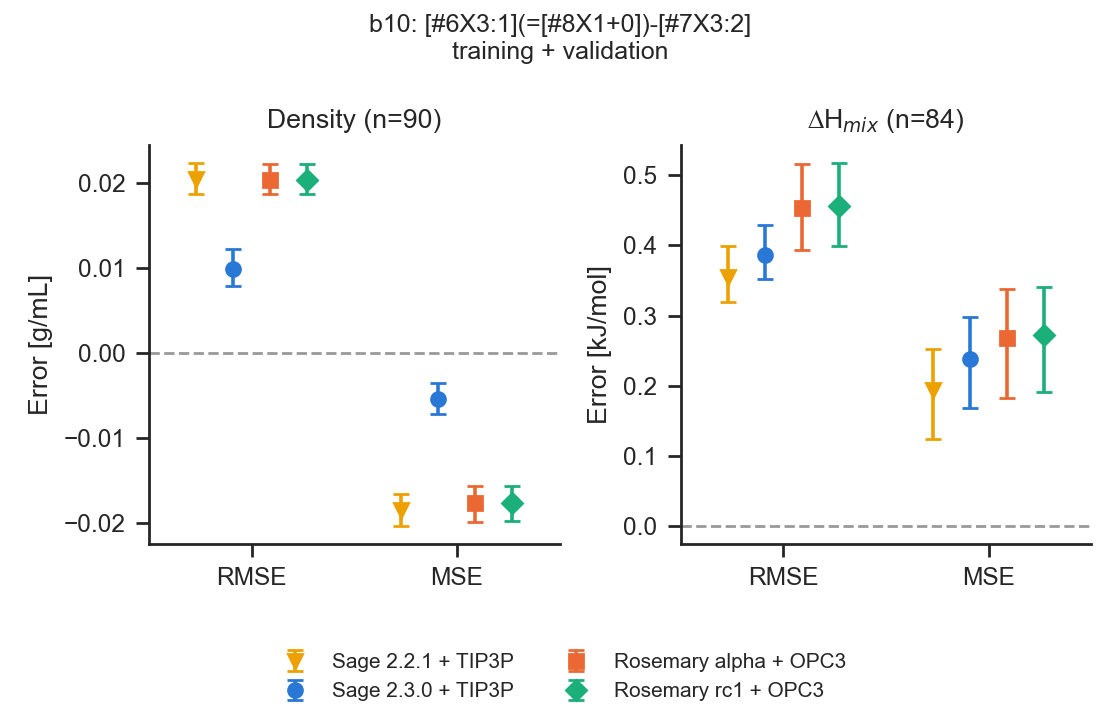 b10: [#6X3:1](=[#8X1+0])-[#7X3:2]
training + validation
Density (n=90)
0.02
0.01
0.00
−0.01
−0.02
Error [g/mL]
RMSE
MSE
ΔH_mix (n=84)
0.5
0.4
0.3
0.2
0.1
0.0
Error [kJ/mol]
RMSE
MSE
Sage 2.2.1 + TIP3P
Sage 2.3.0 + TIP3P
Rosemary alpha + OPC3
Rosemary rc1 + OPC3